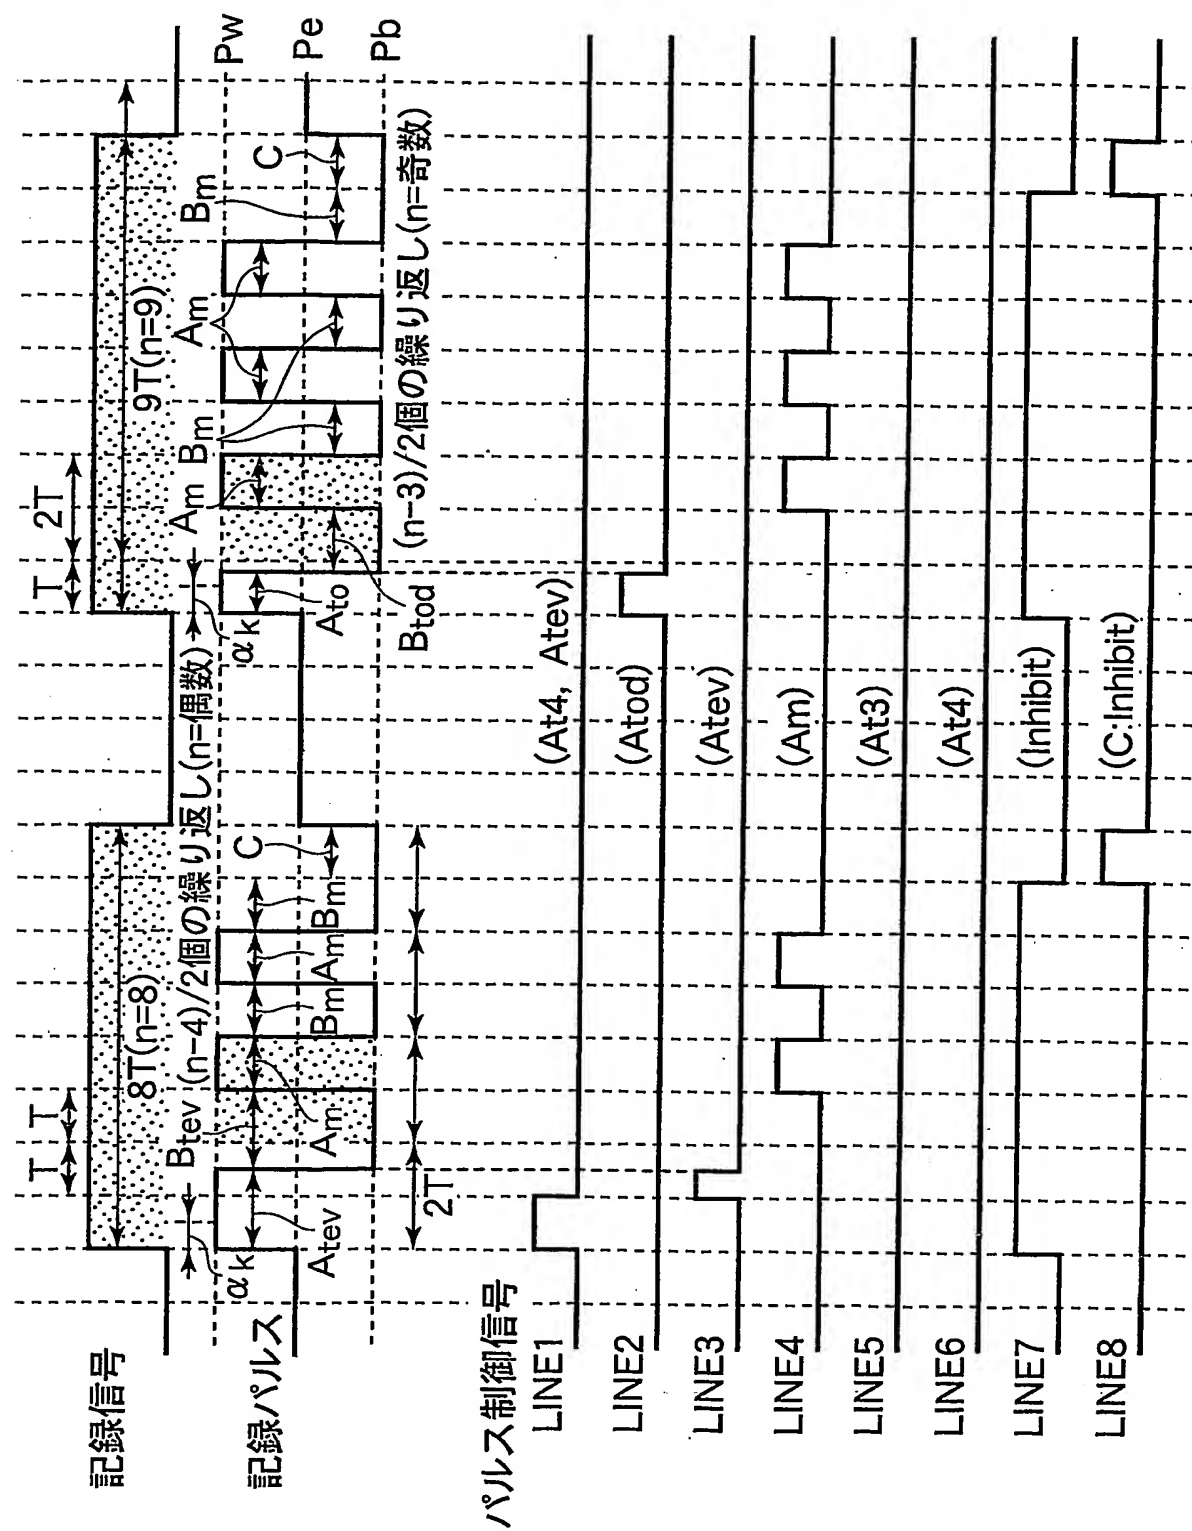 記録信号
8T(n=8)
9T(n=9)
T
T
T
2T
αk
Btev
(n-4)/2個の繰り返し(n=偶数)
αk
Am
Bm
Am
Bm
記録パルス
Atev
Am
Bm
Am
Bm
C
Ato
Btod
C
Pw
Pe
Pb
2T
(n-3)/2個の繰り返し(n=奇数)
パルス制御信号
LINE1
(At4, Atev)
LINE2
(Atod)
LINE3
(Atev)
LINE4
(Am)
LINE5
(At3)
LINE6
(At4)
LINE7
(Inhibit)
LINE8
(C:Inhibit)